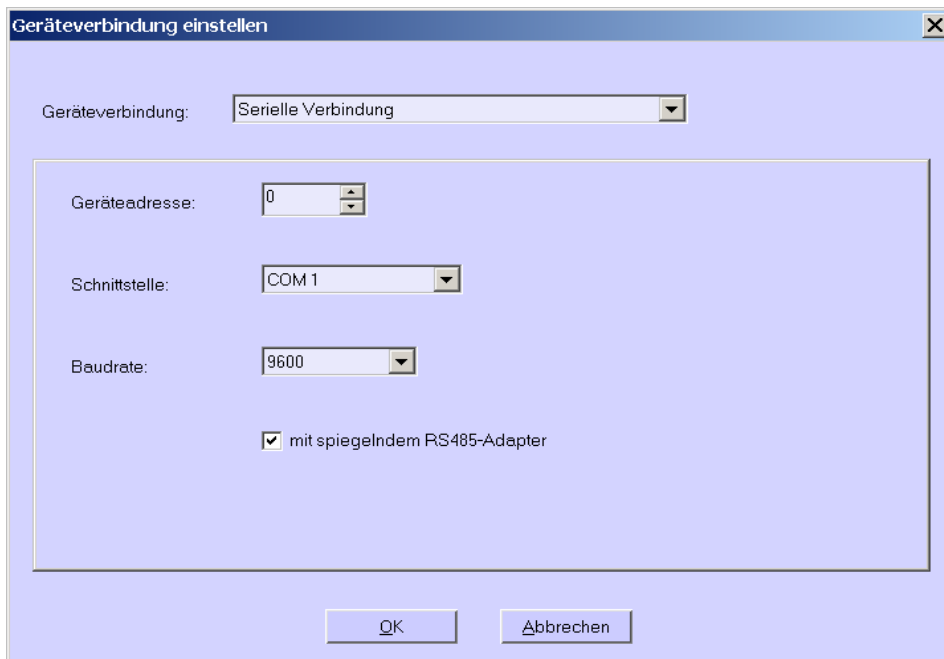 Geräteverbindung einstellen
Geräteverbindung: Serielle Verbindung
Geräteadresse: 0
Schnittstelle: COM 1
Baudrate: 9600
mit spiegelndem RS485-Adapter
OK Abbrechen